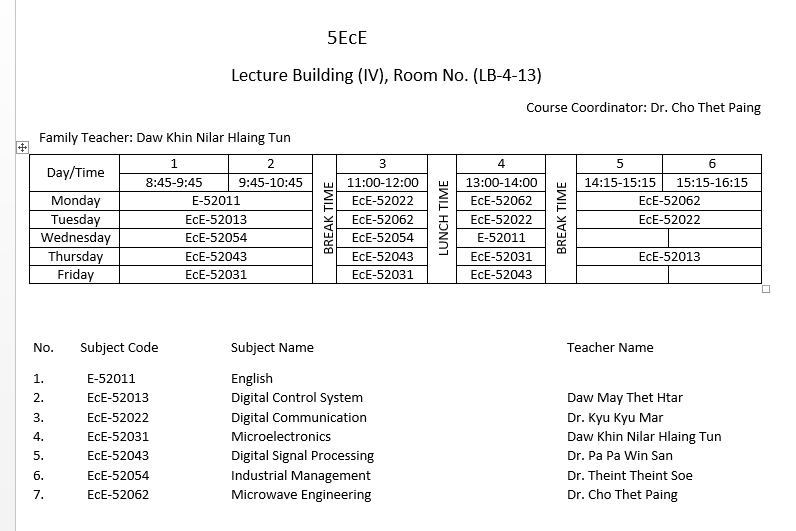 5EcE
Lecture Building (IV), Room No. (LB-4-13)
Course Coordinator: Dr. Cho Thet Paing
Family Teacher: Daw Khin Nilar Hlaing Tun
Day/Time 1 2 BREAK TIME 3 LUNCH TIME 4 BREAK TIME 5 6
8:45-9:45 9:45-10:45 11:00-12:00 13:00-14:00 14:15-15:15 15:15-16:15
Monday E-52011 EcE-52022 EcE-52062 EcE-52062
Tuesday EcE-52013 EcE-52062 EcE-52022 EcE-52022
Wednesday EcE-52054 EcE-52054 E-52011
Thursday EcE-52043 EcE-52043 EcE-52031 EcE-52013
Friday EcE-52031 EcE-52031 EcE-52043
No. Subject Code Subject Name Teacher Name
1. E-52011 English
2. EcE-52013 Digital Control System Daw May Thet Htar
3. EcE-52022 Digital Communication Dr. Kyu Kyu Mar
4. EcE-52031 Microelectronics Daw Khin Nilar Hlaing Tun
5. EcE-52043 Digital Signal Processing Dr. Pa Pa Win San
6. EcE-52054 Industrial Management Dr. Theint Theint Soe
7. EcE-52062 Microwave Engineering Dr. Cho Thet Paing